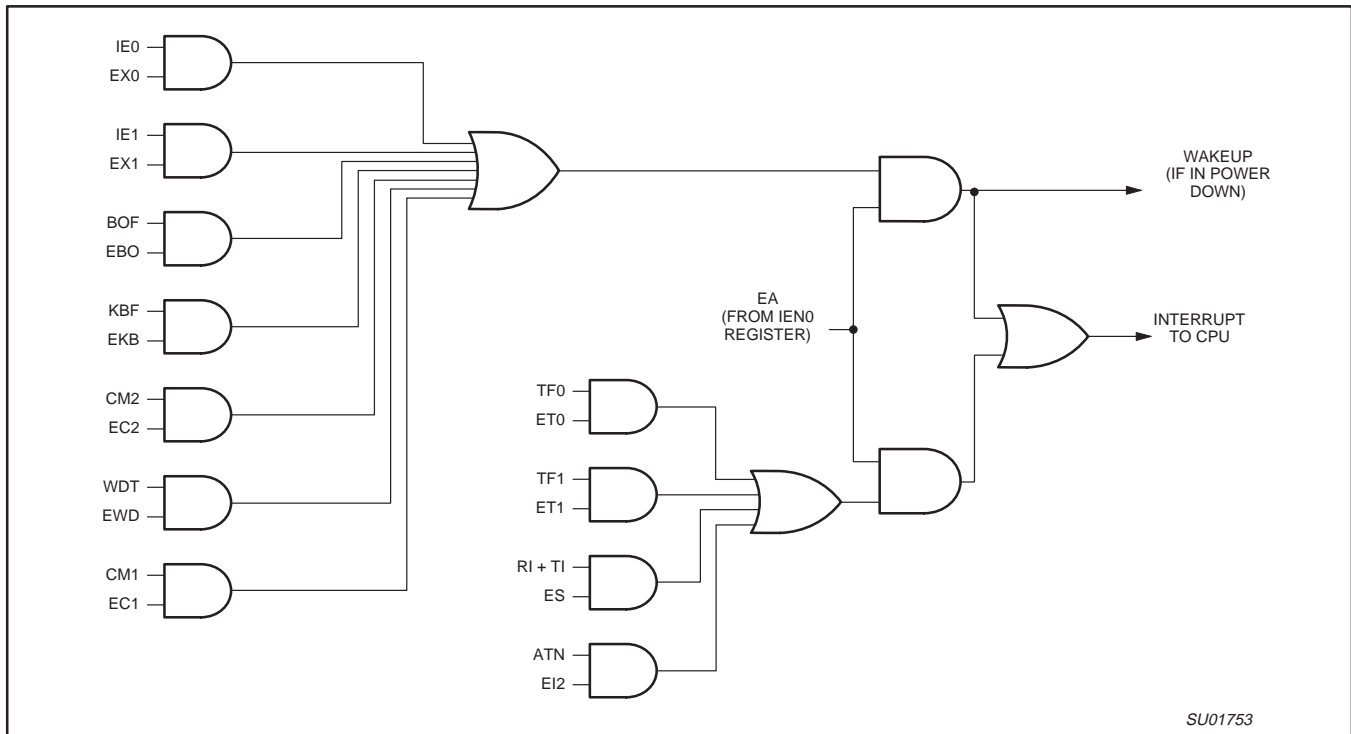 IE0
EX0
IE1
EX1
BOF
EBO
KBF
EKB
CM2
EC2
WDT
EWD
CM1
EC1
WAKEUP
(IF IN POWER
DOWN)
EA
(FROM IEN0
REGISTER)
INTERRUPT
TO CPU
TF0
ET0
TF1
ET1
RI + TI
ES
ATN
EI2
SU01753